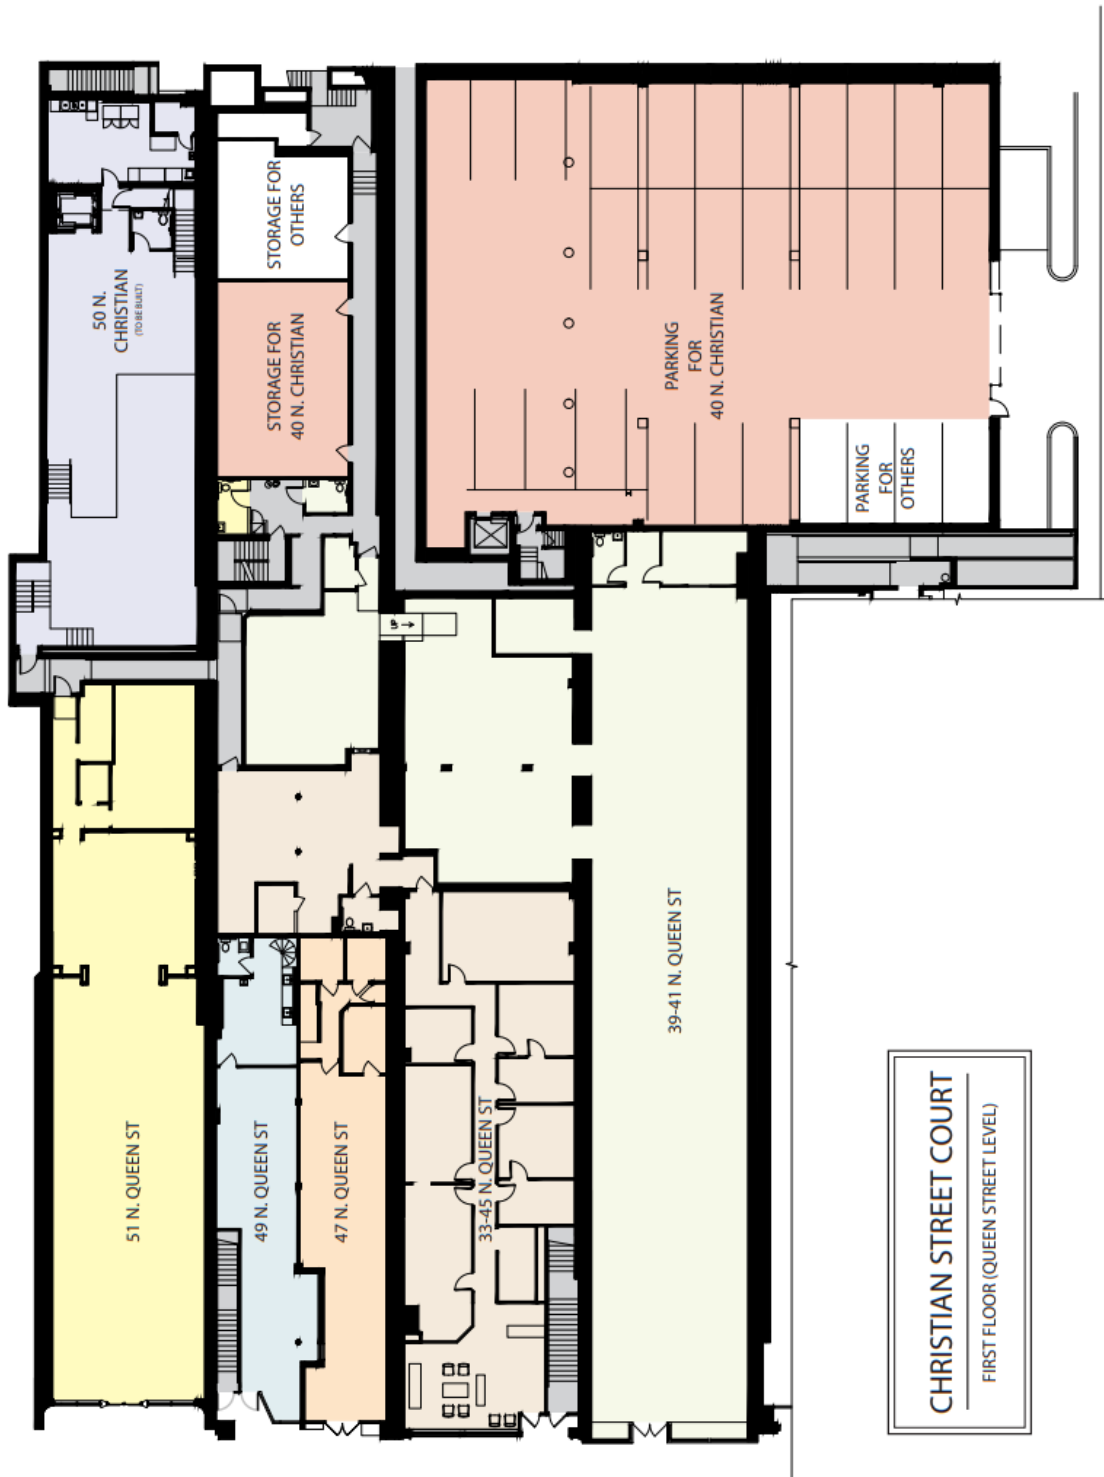 50 N.
CHRISTIAN
(TO BE BUILT)
STORAGE FOR
OTHERS
STORAGE FOR
40 N. CHRISTIAN
PARKING
FOR
40 N. CHRISTIAN
PARKING
FOR
OTHERS
UP
51 N. QUEEN ST
49 N. QUEEN ST
47 N. QUEEN ST
33-45 N. QUEEN ST
39-41 N. QUEEN ST
CHRISTIAN STREET COURT
FIRST FLOOR (QUEEN STREET LEVEL)